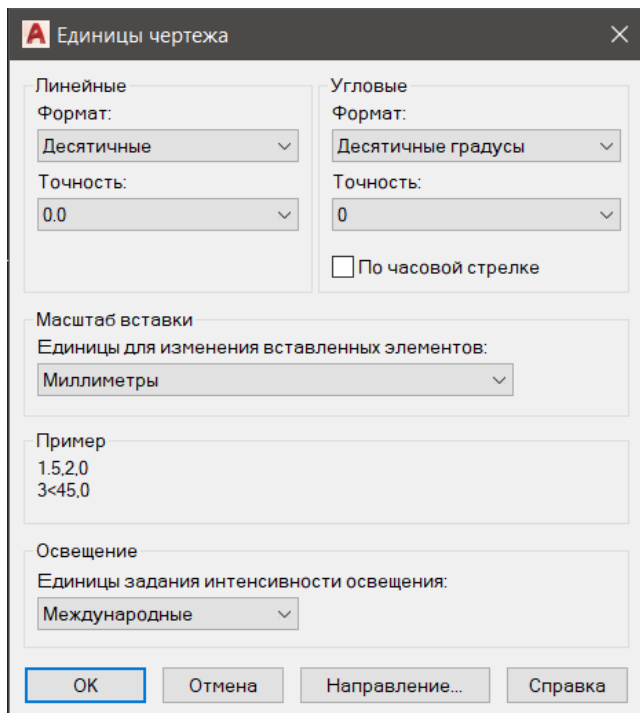 Единицы чертежа
Линейные
Формат:
Десятичные
Точность:
0.0
Угловые
Формат:
Десятичные градусы
Точность:
0
По часовой стрелке
Масштаб вставки
Единицы для изменения вставленных элементов:
Миллиметры
Пример
1.5,2,0
3<45,0
Освещение
Единицы задания интенсивности освещения:
Международные
ОК
Отмена
Направление...
Справка